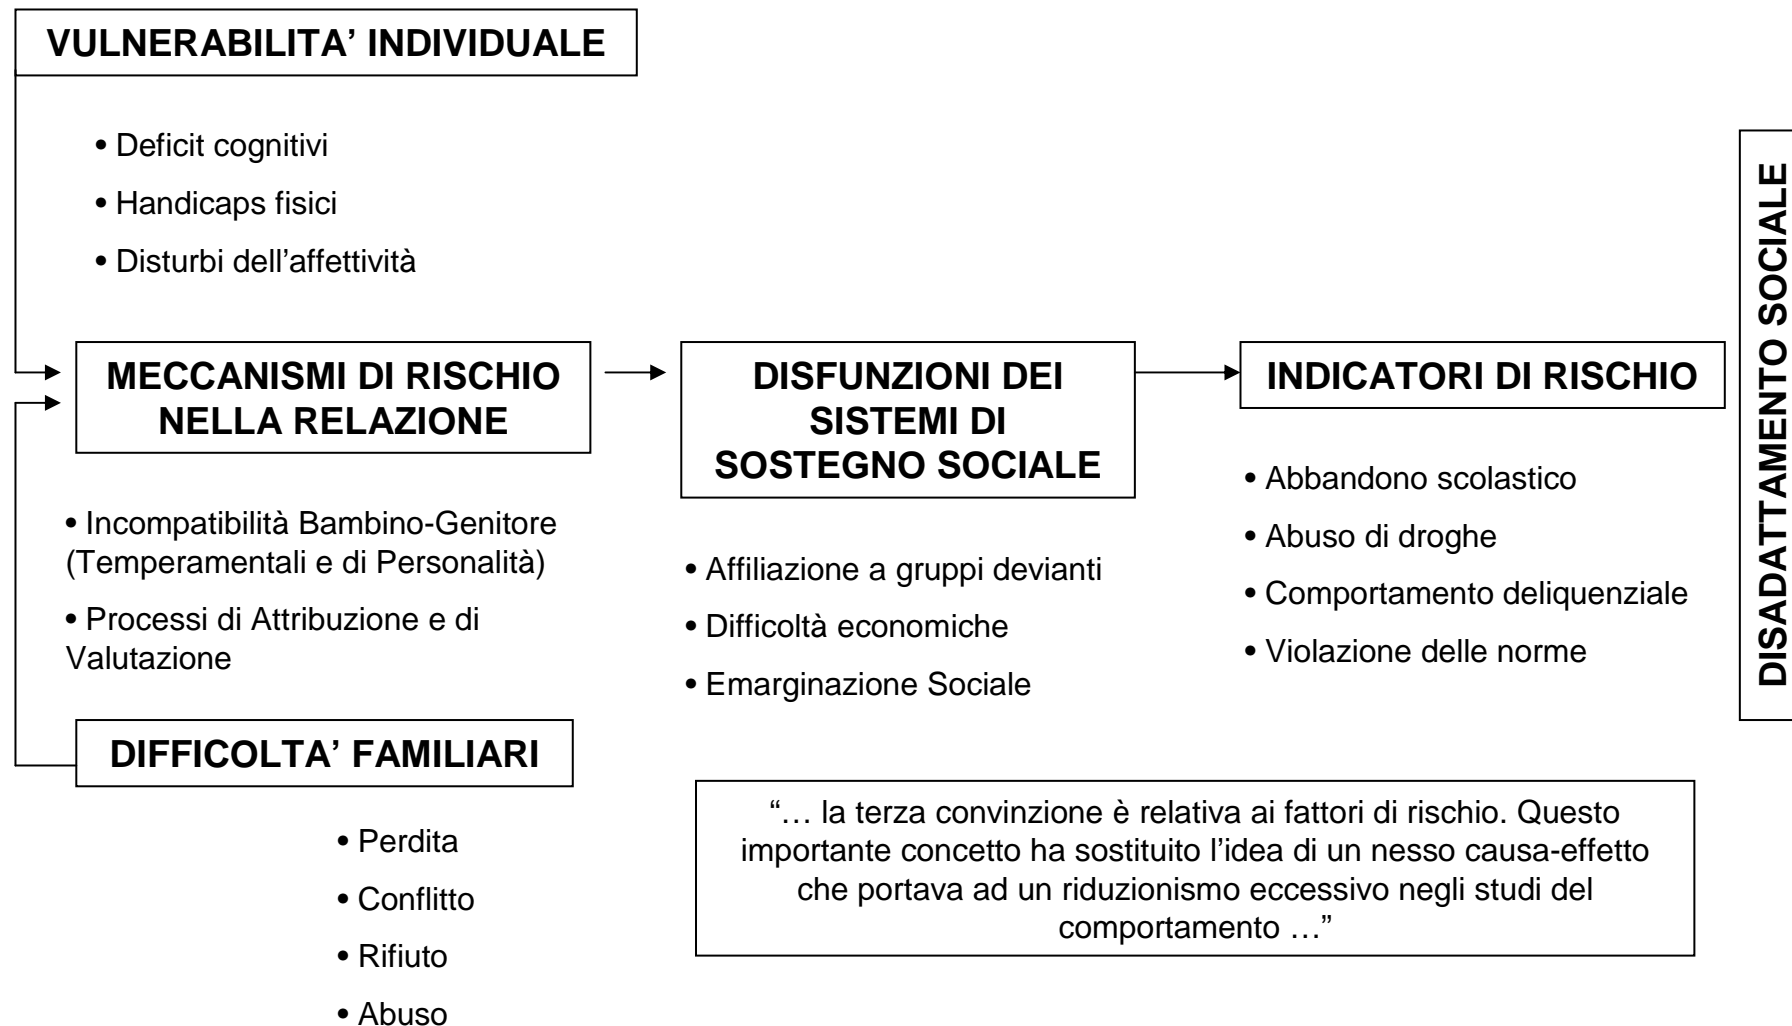 VULNERABILITA’ INDIVIDUALE
• Deficit cognitivi
• Handicaps fisici
• Disturbi dell’affettività
MECCANISMI DI RISCHIO
NELLA RELAZIONE
• Incompatibilità Bambino-Genitore
(Temperamentali e di Personalità)
• Processi di Attribuzione e di
Valutazione
DIFFICOLTA’ FAMILIARI
• Perdita
• Conflitto
• Rifiuto
• Abuso
DISFUNZIONI DEI
SISTEMI DI
SOSTEGNO SOCIALE
• Affiliazione a gruppi devianti
• Difficoltà economiche
• Emarginazione Sociale
INDICATORI DI RISCHIO
• Abbandono scolastico
• Abuso di droghe
• Comportamento deliquenziale
• Violazione delle norme
DISADATTAMENTO SOCIALE
“… la terza convinzione è relativa ai fattori di rischio. Questo
importante concetto ha sostituito l’idea di un nesso causa-effetto
che portava ad un riduzionismo eccessivo negli studi del
comportamento …”